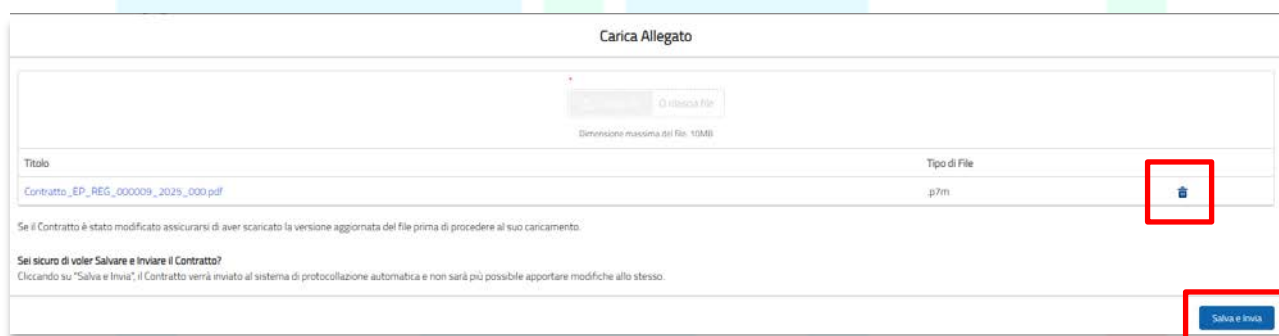 Carica Allegato
*
O rilascia file
Dimensione massima del file: 10MB
Titolo Tipo di File
Contratto_EP_REG_000009_2025_000.pdf .p7m
Se il Contratto è stato modificato assicurarsi di aver scaricato la versione aggiornata del file prima di procedere al suo caricamento.
Sei sicuro di voler Salvare e Inviare il Contratto?
Cliccando su "Salva e Invia", il Contratto verrà inviato al sistema di protocollazione automatica e non sarà più possibile apportare modifiche allo stesso.
Salva e Invia